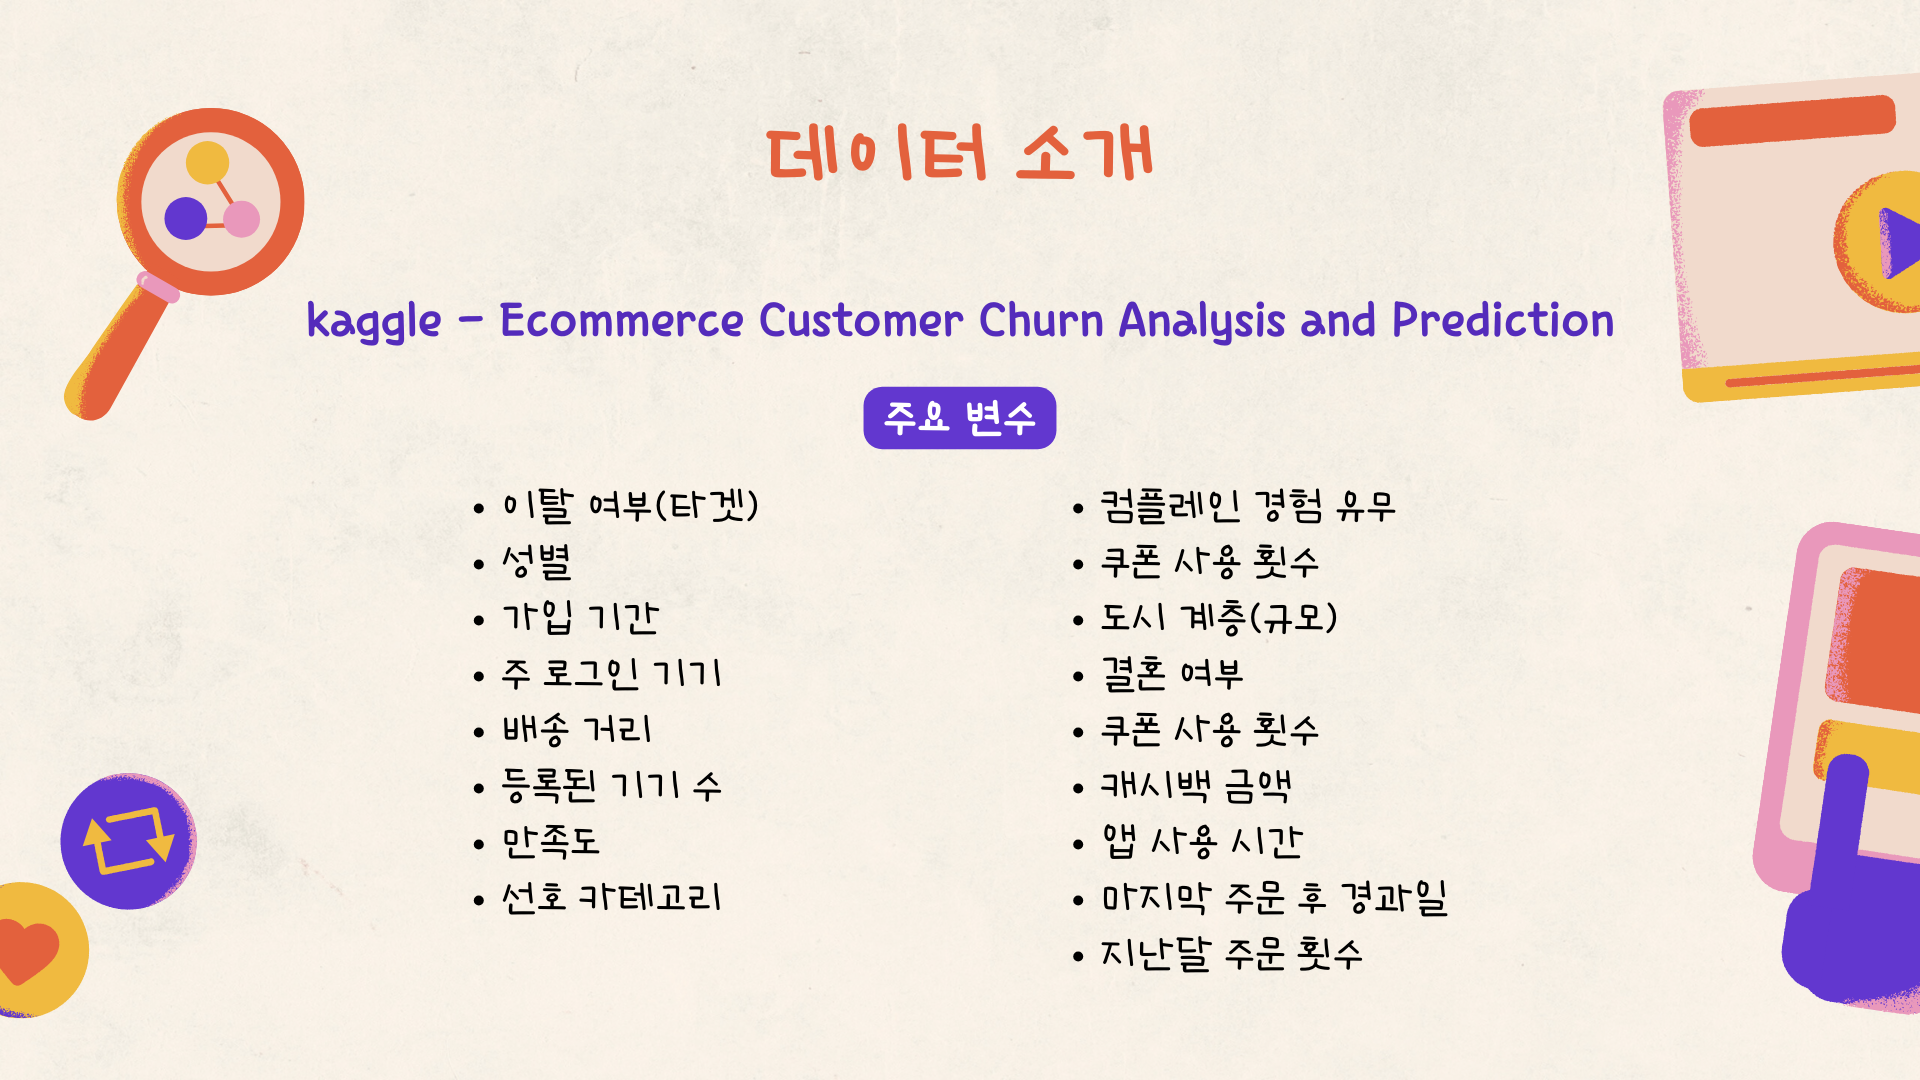 데이터 소개
kaggle - Ecommerce Customer Churn Analysis and Prediction
주요 변수
• 이탈 여부(타겟)
• 성별
• 가입 기간
• 주 로그인 기기
• 배송 거리
• 등록된 기기 수
• 만족도
• 선호 카테고리
• 컴플레인 경험 유무
• 쿠폰 사용 횟수
• 도시 계층(규모)
• 결혼 여부
• 쿠폰 사용 횟수
• 캐시백 금액
• 앱 사용 시간
• 마지막 주문 후 경과일
• 지난달 주문 횟수